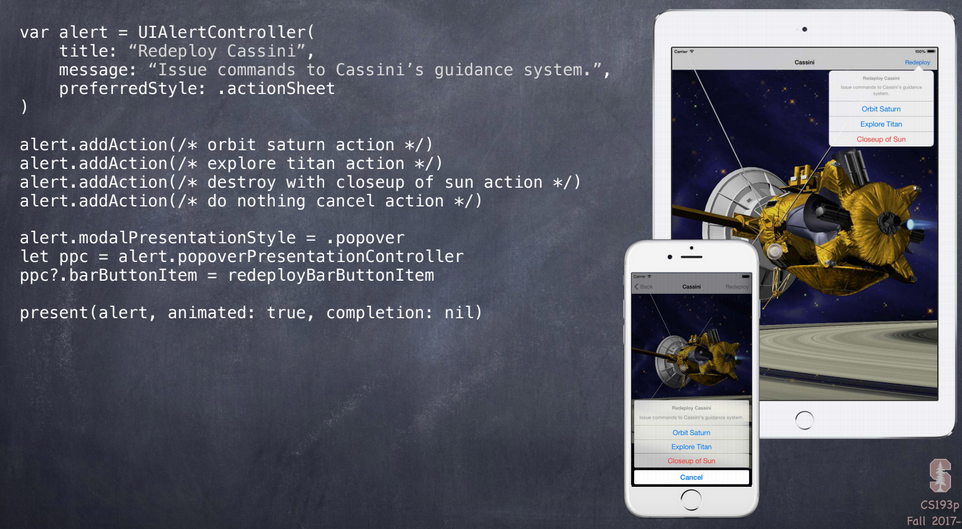 var alert = UIAlertController(
title: “Redeploy Cassini”,
message: “Issue commands to Cassini’s guidance system.”,
preferredStyle: .actionSheet
)
alert.addAction(/* orbit saturn action */)
alert.addAction(/* explore titan action */)
alert.addAction(/* destroy with closeup of sun action */)
alert.addAction(/* do nothing cancel action */)
alert.modalPresentationStyle = .popover
let ppc = alert.popoverPresentationController
ppc?.barButtonItem = redeployBarButtonItem
present(alert, animated: true, completion: nil)
Carrier 100%
Cassini Redeploy
Redeploy Cassini
Issue commands to Cassini's guidance
system.
Orbit Saturn
Explore Titan
Closeup of Sun
Carrier
Back Cassini Redeploy
Redeploy Cassini
Issue commands to Cassini's guidance system.
Orbit Saturn
Explore Titan
Closeup of Sun
Cancel
S
CS193p
Fall 2017-